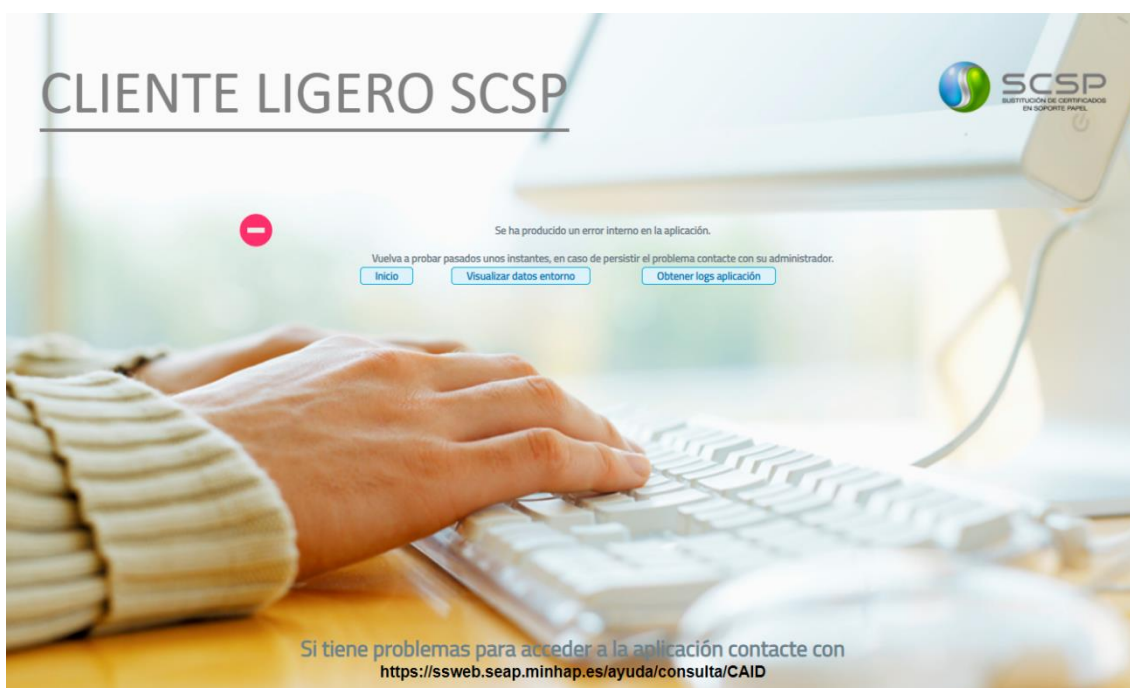 CLIENTE LIGERO SCSP
SCSP
SUSTITUCIÓN DE CERTIFICADOS
EN SOPORTE PAPEL
Se ha producido un error interno en la aplicación.
Vuelva a probar pasados unos instantes, en caso de persistir el problema contacte con su administrador.
Inicio Visualizar datos entorno Obtener logs aplicación
Si tiene problemas para acceder a la aplicación contacte con
https://ssweb.seap.minhap.es/ayuda/consulta/CAID